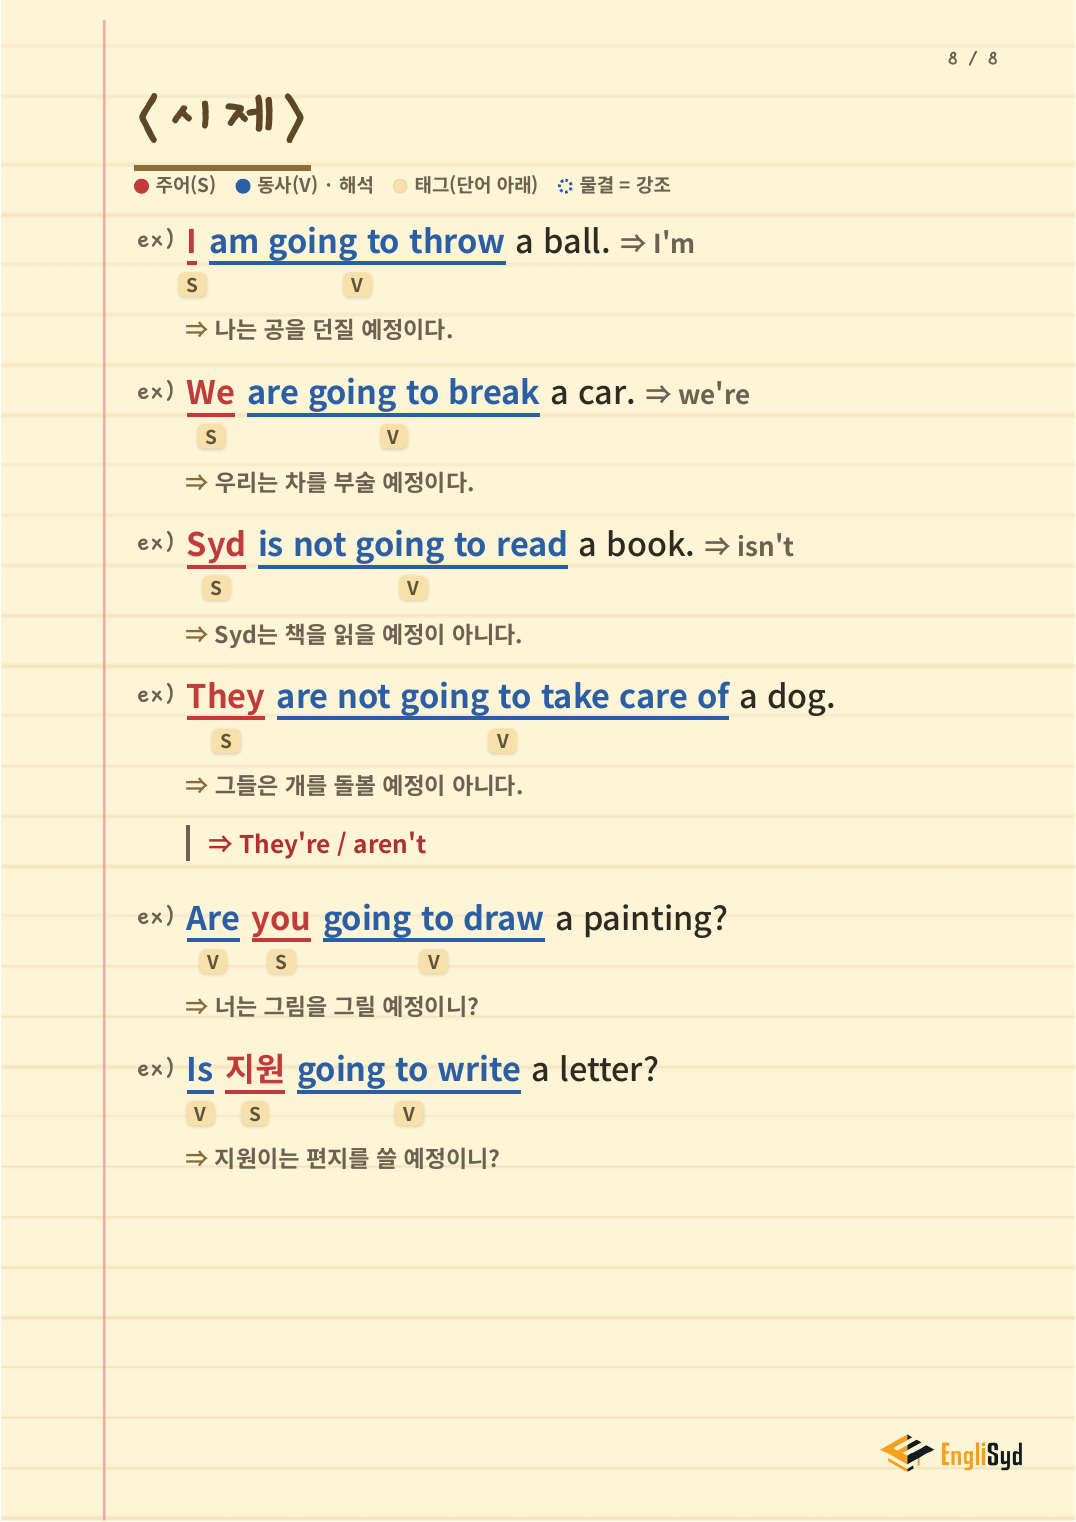 8 / 8
〈시제〉
주어(S) 동사(V) · 해석 태그(단어 아래) 물결 = 강조
ex) I am going to throw a ball. ⇒ I'm
S V
⇒ 나는 공을 던질 예정이다.
ex) We are going to break a car. ⇒ we're
S V
⇒ 우리는 차를 부술 예정이다.
ex) Syd is not going to read a book. ⇒ isn't
S V
⇒ Syd는 책을 읽을 예정이 아니다.
ex) They are not going to take care of a dog.
S V
⇒ 그들은 개를 돌볼 예정이 아니다.
⇒ They're / aren't
ex) Are you going to draw a painting?
V S V
⇒ 너는 그림을 그릴 예정이니?
ex) Is 지원 going to write a letter?
V S V
⇒ 지원이는 편지를 쓸 예정이니?
EngliSyd